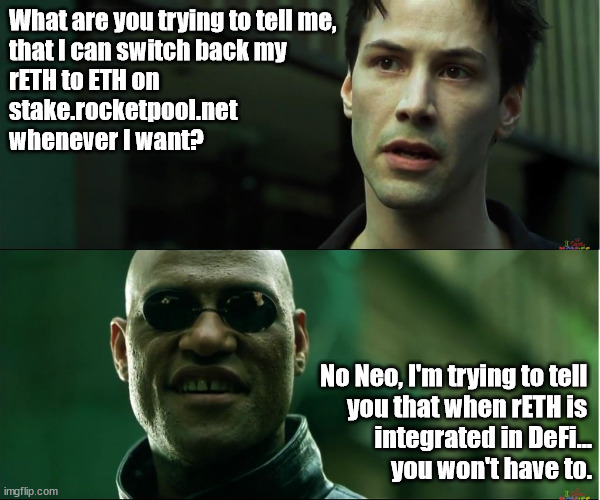 What are you trying to tell me,
that I can switch back my
rETH to ETH on
stake.rocketpool.net
whenever I want?
No Neo, I'm trying to tell
you that when rETH is
integrated in DeFi...
you won't have to.
imgflip.com